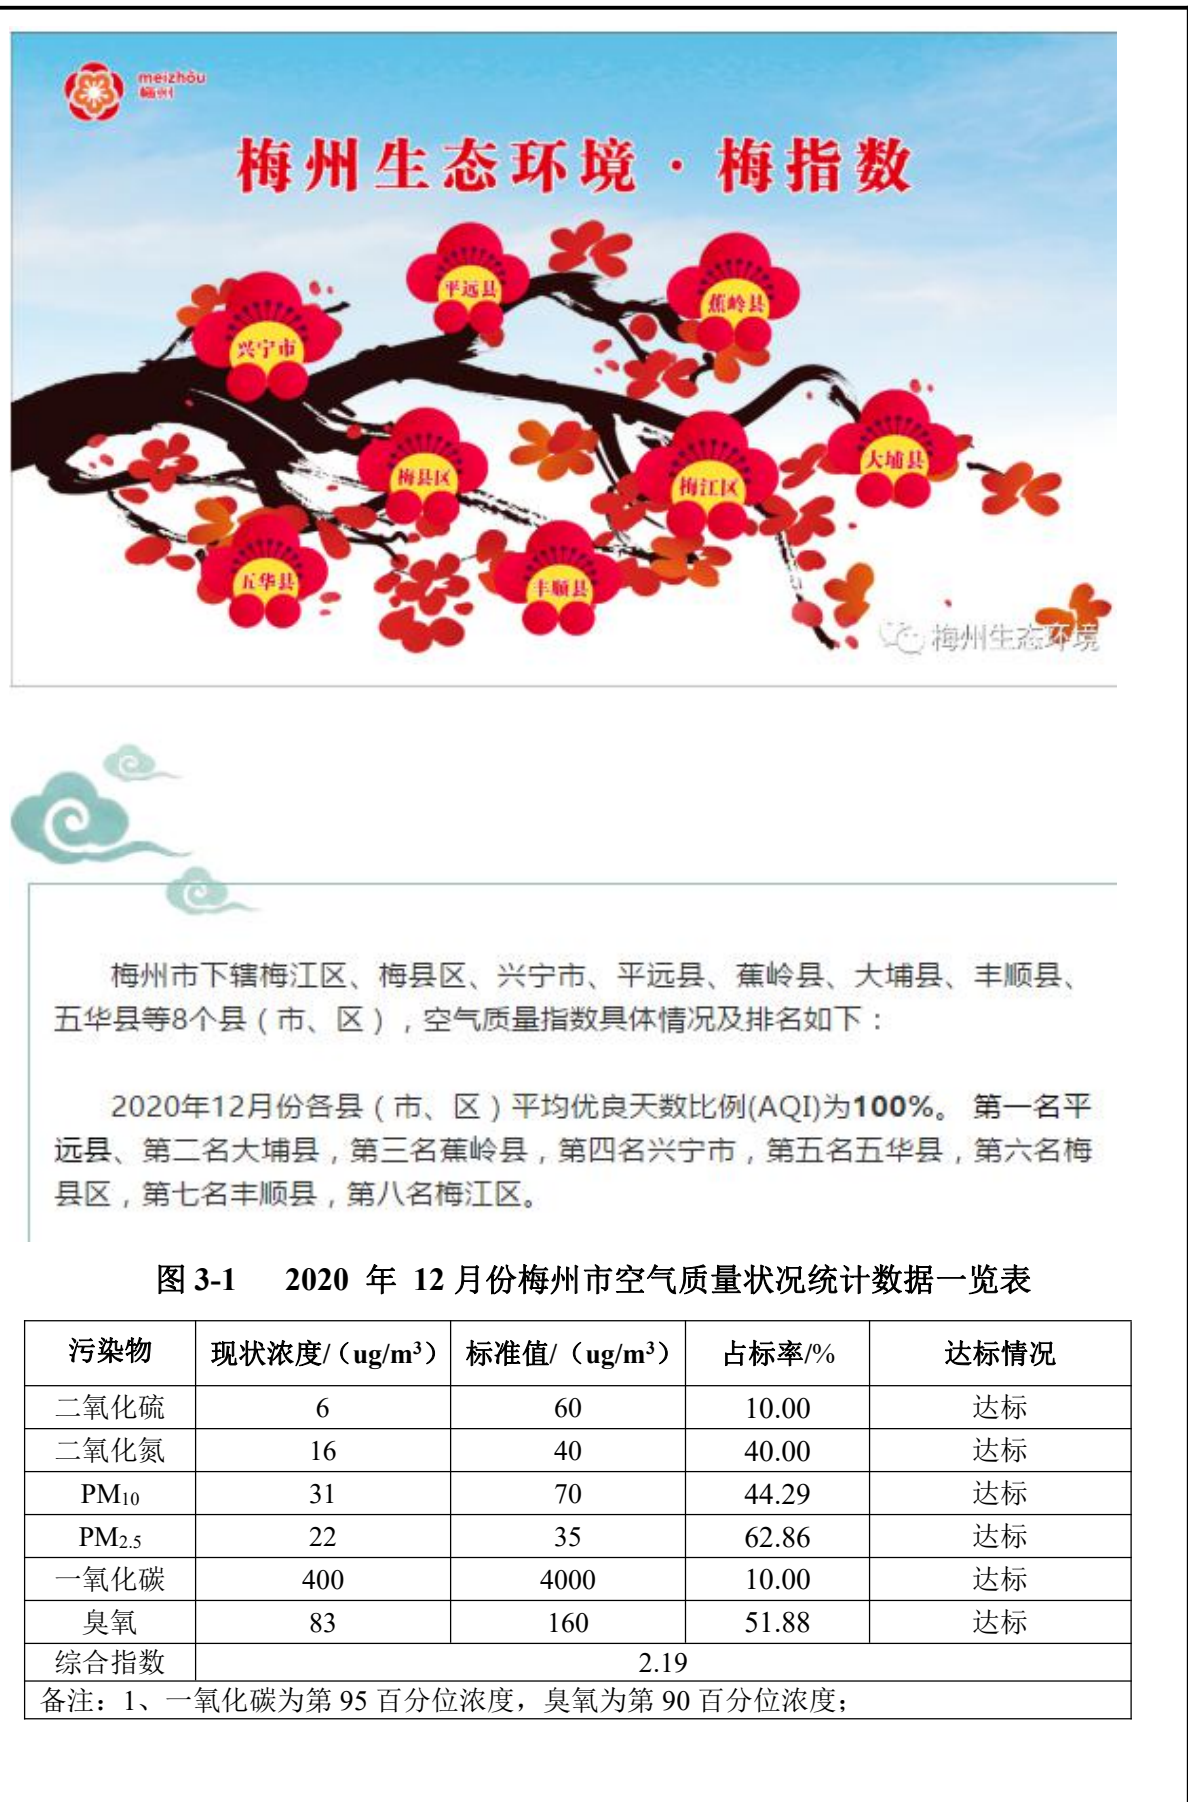 meizhou
梅州
梅州生态环境·梅指数
平远县
蕉岭县
兴宁市
大埔县
梅县区
梅江区
五华县
丰顺县
梅州生态环境
梅州市下辖梅江区、梅县区、兴宁市、平远县、蕉岭县、大埔县、丰顺县、
五华县等8个县（市、区），空气质量指数具体情况及排名如下：
2020年12月份各县（市、区）平均优良天数比例(AQI)为100%。 第一名平
远县、第二名大埔县，第三名蕉岭县，第四名兴宁市，第五名五华县，第六名梅
县区，第七名丰顺县，第八名梅江区。
图 3-1 2020 年 12 月份梅州市空气质量状况统计数据一览表
污染物 现状浓度/（ug/m³） 标准值/（ug/m³） 占标率/% 达标情况
二氧化硫 6 60 10.00 达标
二氧化氮 16 40 40.00 达标
PM₁₀ 31 70 44.29 达标
PM₂.₅ 22 35 62.86 达标
一氧化碳 400 4000 10.00 达标
臭氧 83 160 51.88 达标
综合指数 2.19
备注：1、一氧化碳为第 95 百分位浓度，臭氧为第 90 百分位浓度；